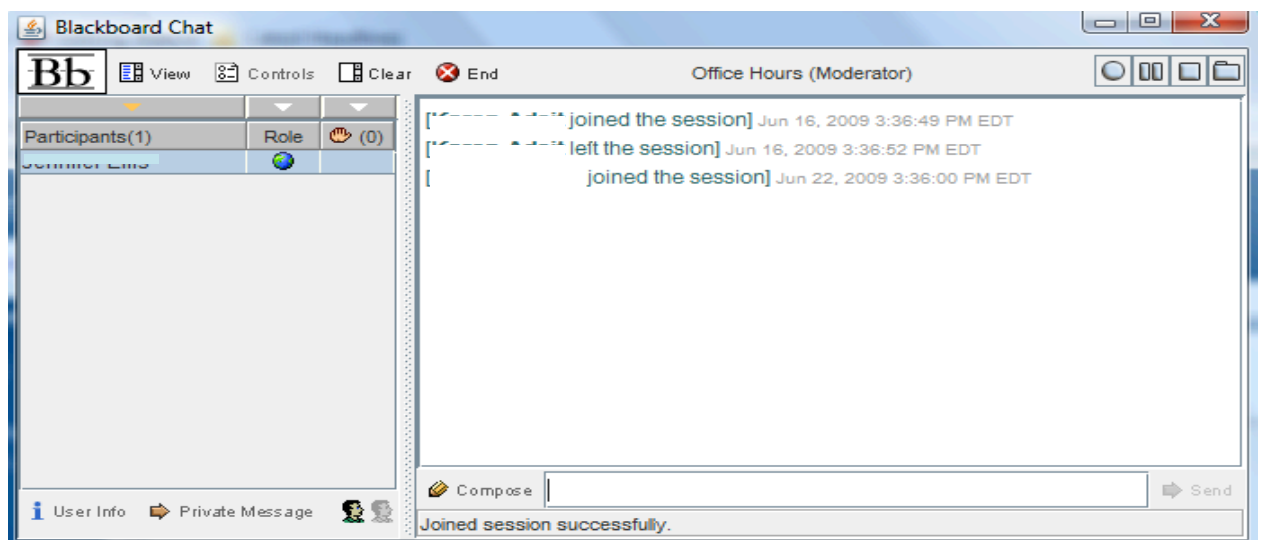 Blackboard Chat
Bb View Controls Clear End Office Hours (Moderator)
Participants(1) Role (0)
[ joined the session] Jun 16, 2009 3:36:49 PM EDT
[ left the session] Jun 16, 2009 3:36:52 PM EDT
[ joined the session] Jun 22, 2009 3:36:00 PM EDT
Compose Send
User Info Private Message
Joined session successfully.